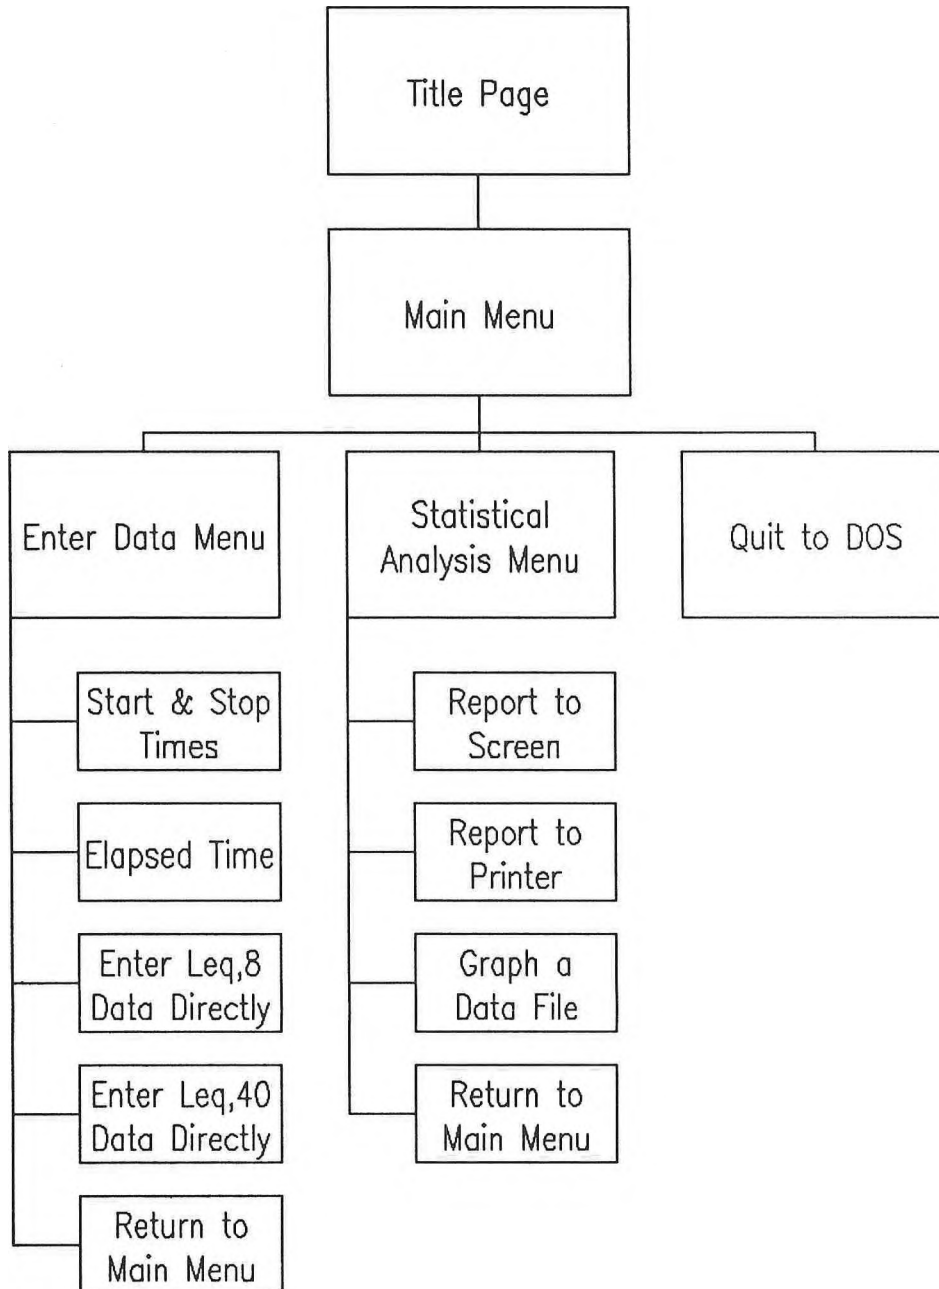 Title Page
Main Menu
Enter Data Menu
Statistical
Analysis Menu
Quit to DOS
Start & Stop
Times
Elapsed Time
Enter Leq,8
Data Directly
Enter Leq,40
Data Directly
Return to
Main Menu
Report to
Screen
Report to
Printer
Graph a
Data File
Return to
Main Menu